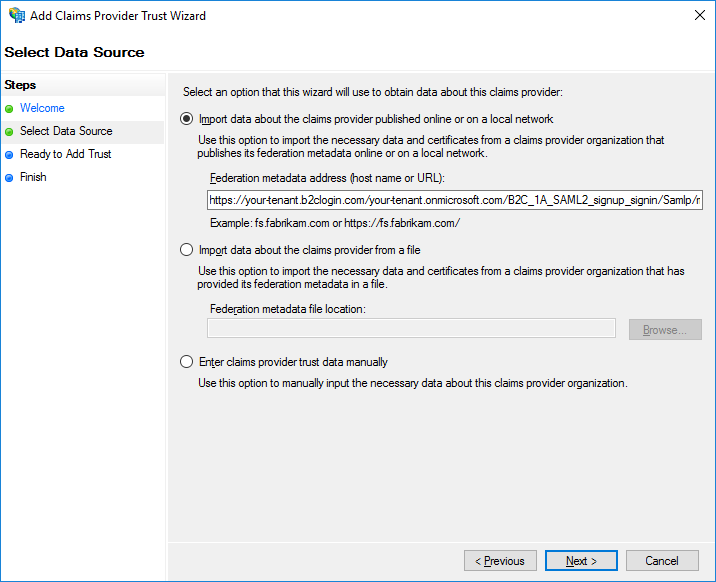 Add Claims Provider Trust Wizard
Select Data Source
Steps
Welcome
Select Data Source
Ready to Add Trust
Finish
Select an option that this wizard will use to obtain data about this claims provider:
Import data about the claims provider published online or on a local network
Use this option to import the necessary data and certificates from a claims provider organization that
publishes its federation metadata online or on a local network.
Federation metadata address (host name or URL):
https://your-tenant.b2clogin.com/your-tenant.onmicrosoft.com/B2C_1A_SAML2_signup_signin/Samlp/
Example: fs.fabrikam.com or https://fs.fabrikam.com/
Import data about the claims provider from a file
Use this option to import the necessary data and certificates from a claims provider organization that has
provided its federation metadata in a file.
Federation metadata file location:
Browse...
Enter claims provider trust data manually
Use this option to manually input the necessary data about this claims provider organization.
< Previous
Next >
Cancel